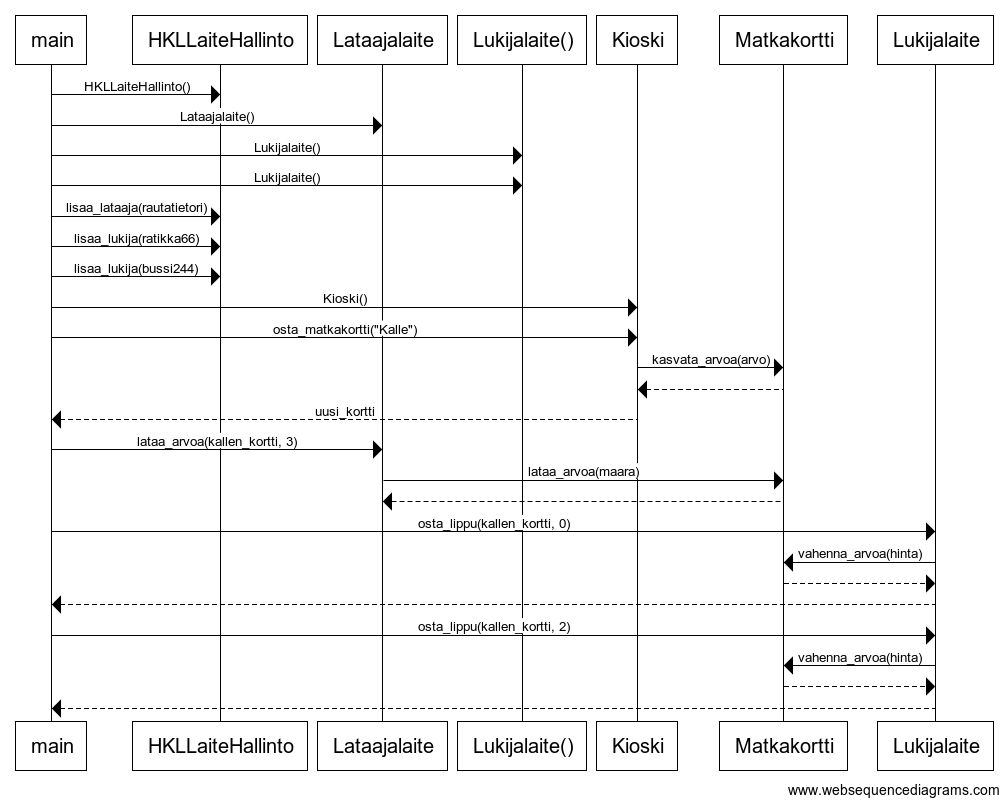 main HKLLaiteHallinto Lataajalaite Lukijalaite() Kioski Matkakortti Lukijalaite
HKLLaiteHallinto()
Lataajalaite()
Lukijalaite()
Lukijalaite()
lisaa_lataaja(rautatietori)
lisaa_lukija(ratikka66)
lisaa_lukija(bussi244)
Kioski()
osta_matkakortti("Kalle")
kasvata_arvoa(arvo)
uusi_kortti
lataa_arvoa(kallen_kortti, 3)
lataa_arvoa(maara)
osta_lippu(kallen_kortti, 0)
vahenna_arvoa(hinta)
osta_lippu(kallen_kortti, 2)
vahenna_arvoa(hinta)
main HKLLaiteHallinto Lataajalaite Lukijalaite() Kioski Matkakortti Lukijalaite
www.websequencediagrams.com